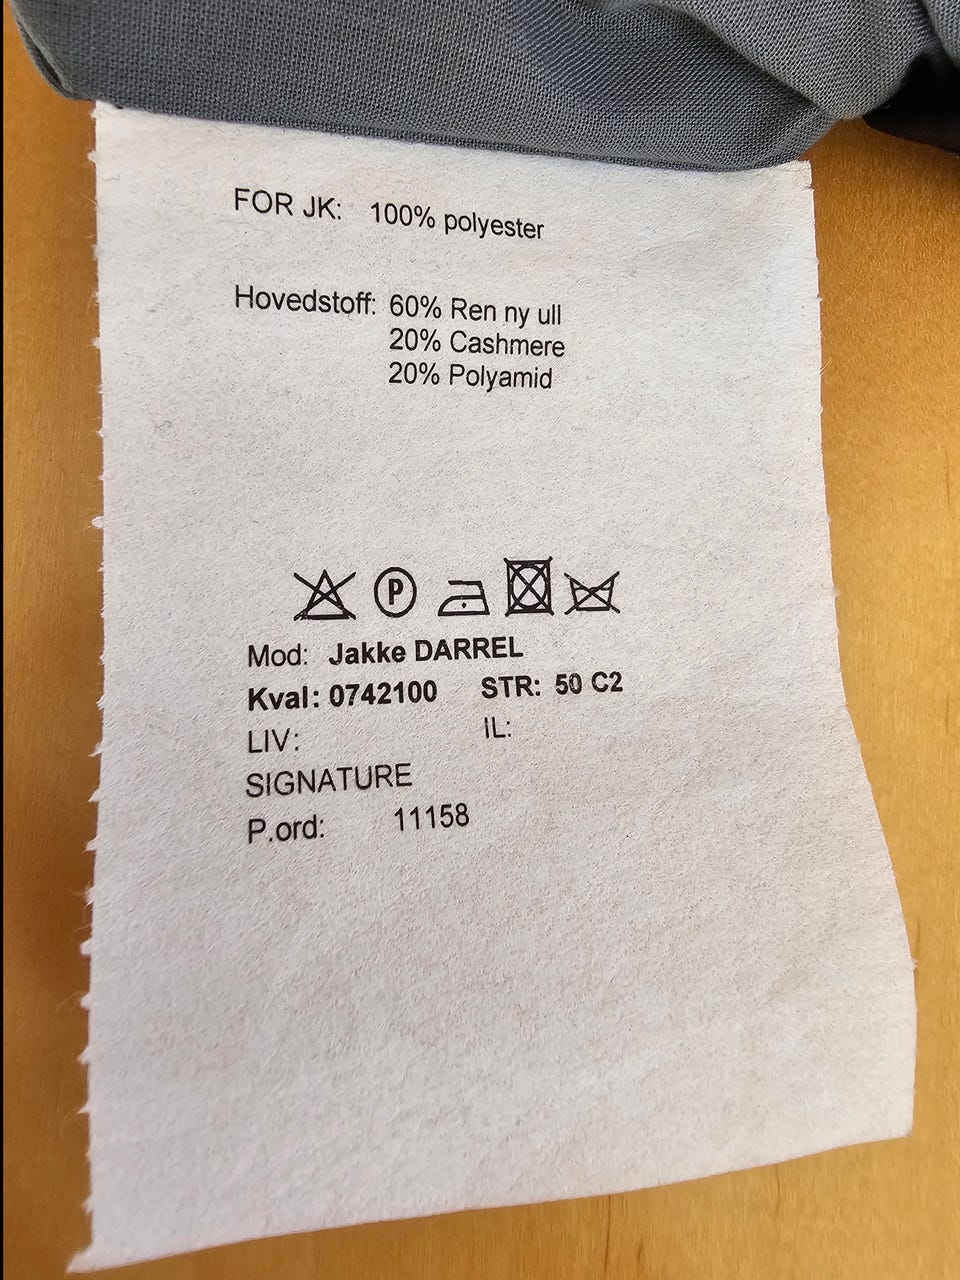 FOR JK: 100% polyester
Hovedstoff: 60% Ren ny ull
20% Cashmere
20% Polyamid
P
Mod: Jakke DARREL
Kval: 0742100 STR: 50 C2
LIV: IL:
SIGNATURE
P.ord: 11158